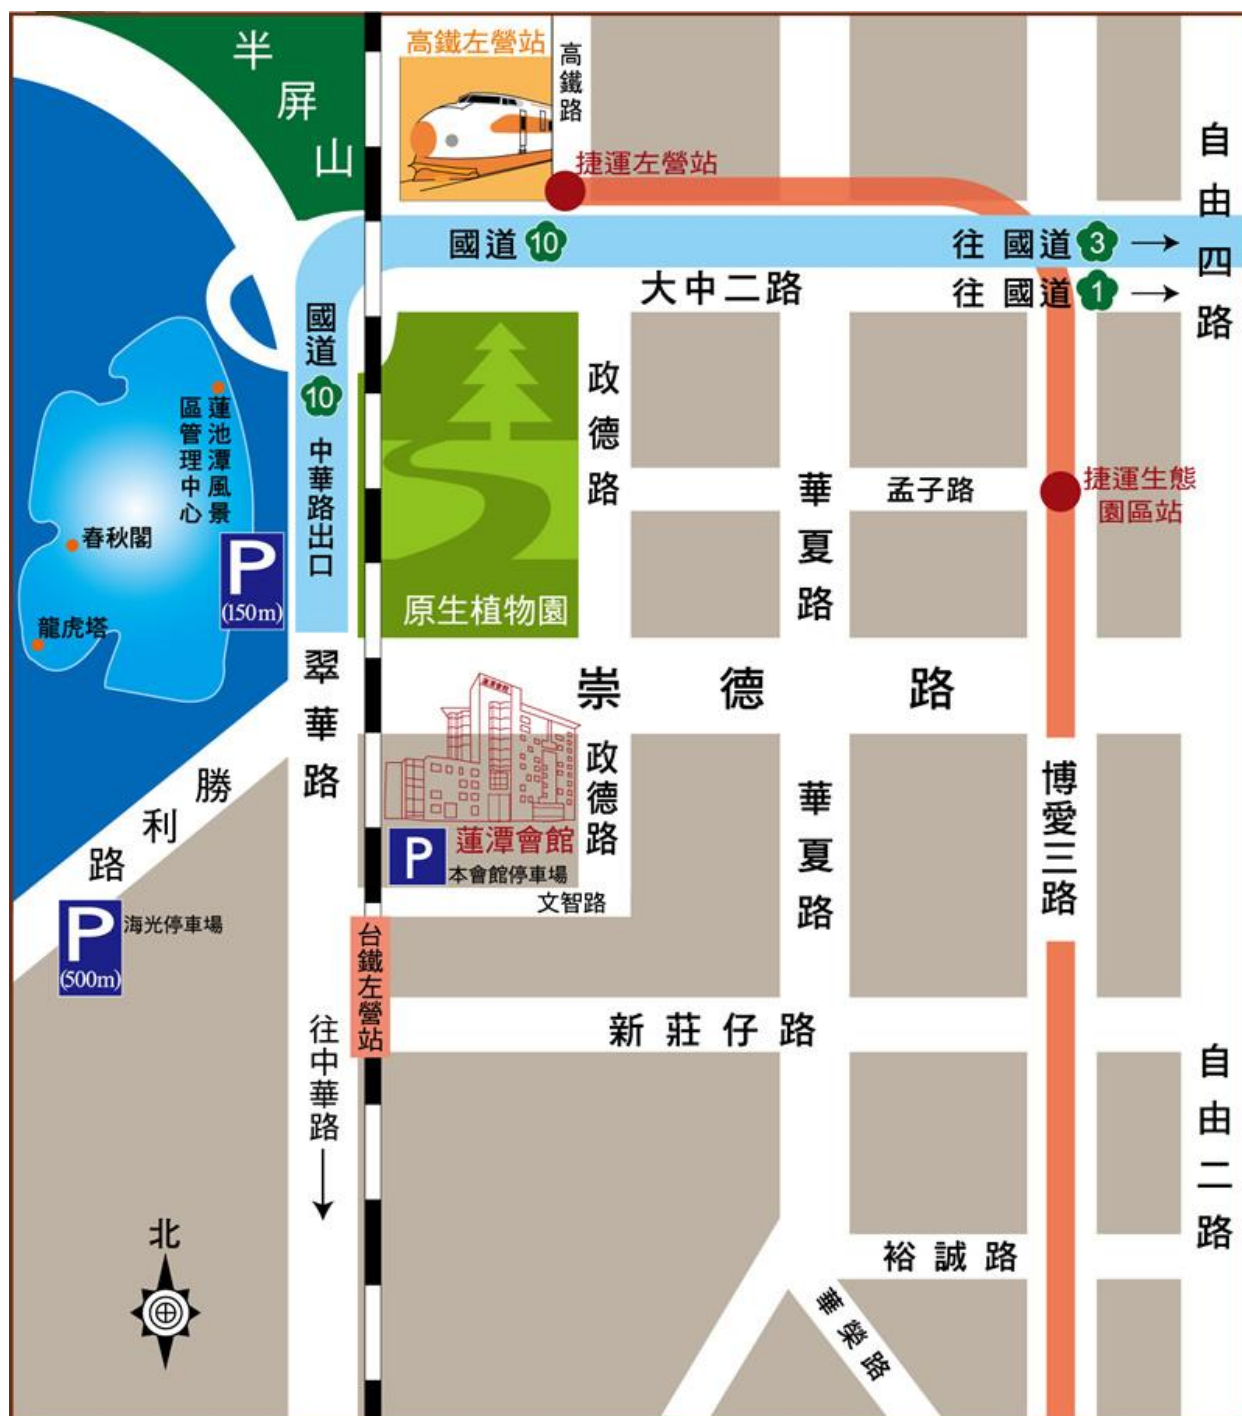 半屏山
高鐵左營站
高鐵路
捷運左營站
自由四路
國道 10
往 國道 3 →
大中二路
往 國道 1 →
國道 10 中華路出口
政德路
蓮池潭風景
區管理中心
華夏路
孟子路
捷運生態
園區站
春秋閣
P
(150m)
龍虎塔
原生植物園
翠華路
崇德路
蓮潭會館
勝利路
政德路
華夏路
博愛三路
P
蓮潭會館
本會館停車場
文智路
P
(500m)
海光停車場
台鐵左營站
往中華路
新莊仔路
自由二路
北
裕誠路
華榮路